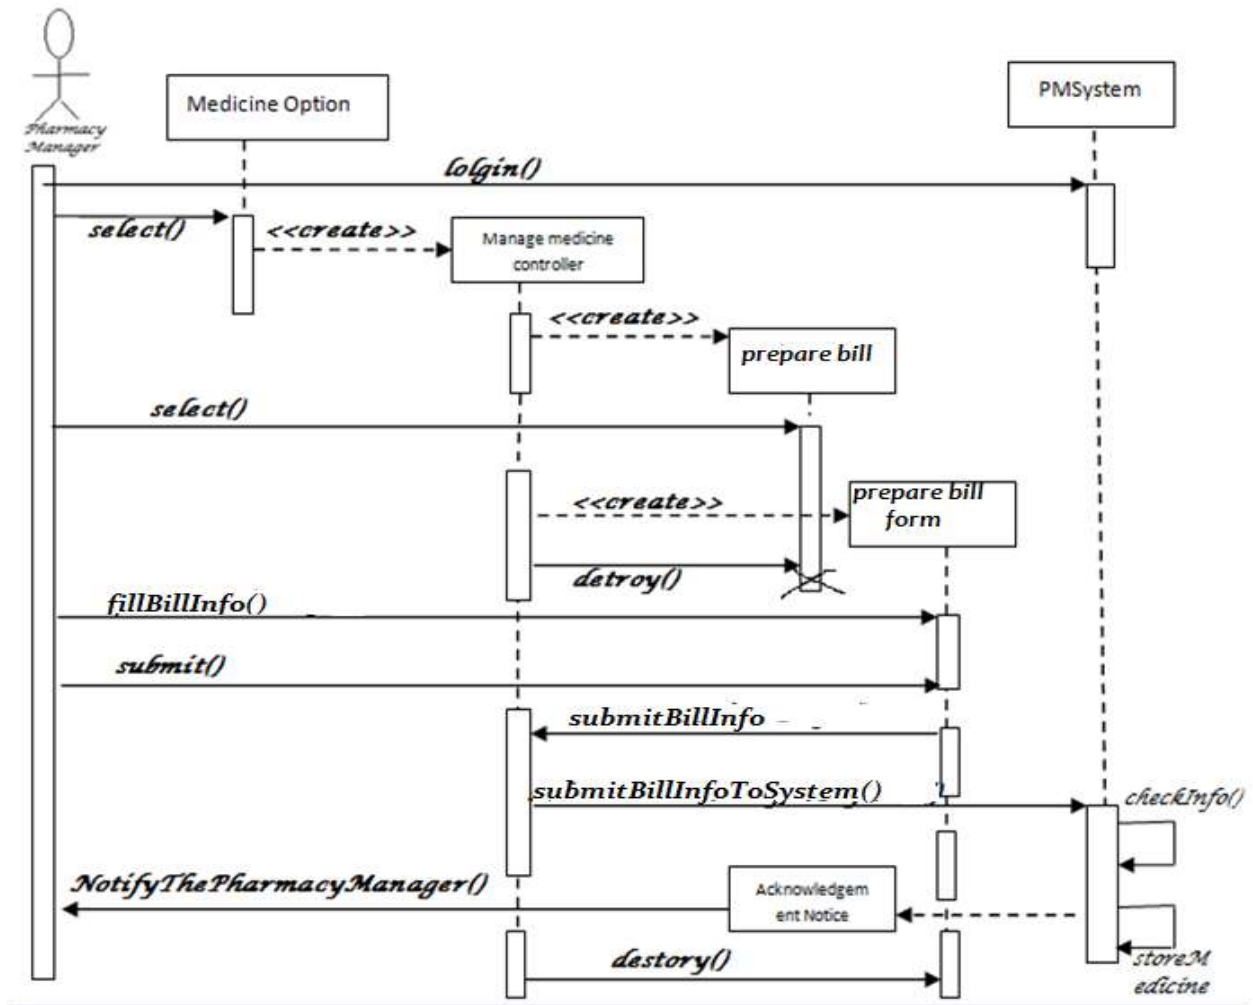 Pharmacy
Manager
Medicine Option
PMSystem
lolgin()
select()
<<create>>
Manage medicine
controller
<<create>>
prepare bill
select()
<<create>>
prepare bill
form
detroy()
fillBillInfo()
submit()
submitBillInfo
submitBillInfoToSystem()
checkInfo()
NotifyThePharmacyManager()
Acknowledgem
ent Notice
destory()
storeM
edicine